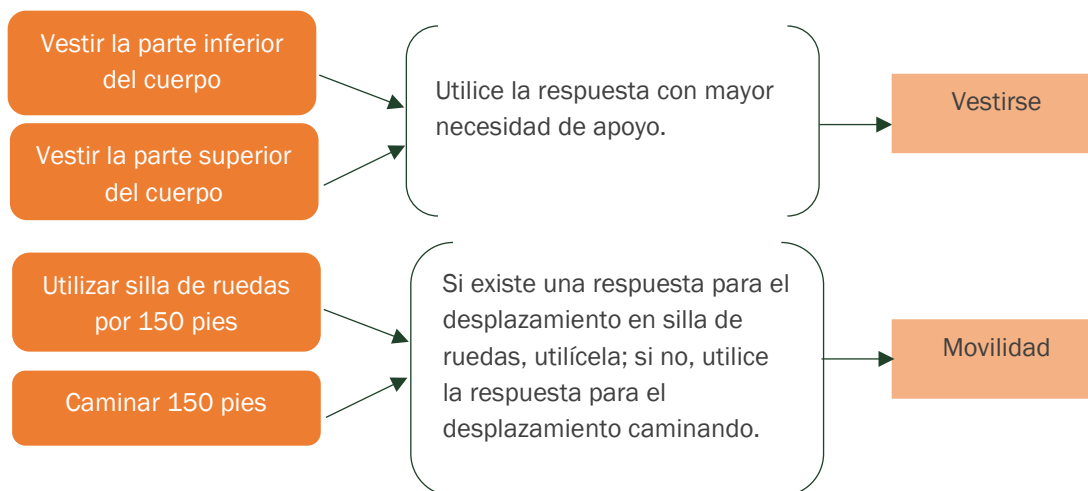 Vestir la parte inferior
del cuerpo
Vestir la parte superior
del cuerpo
Utilice la respuesta con mayor
necesidad de apoyo.
Vestirse
Utilizar silla de ruedas
por 150 pies
Caminar 150 pies
Si existe una respuesta para el
desplazamiento en silla de
ruedas, utilícela; si no, utilice
la respuesta para el
desplazamiento caminando.
Movilidad